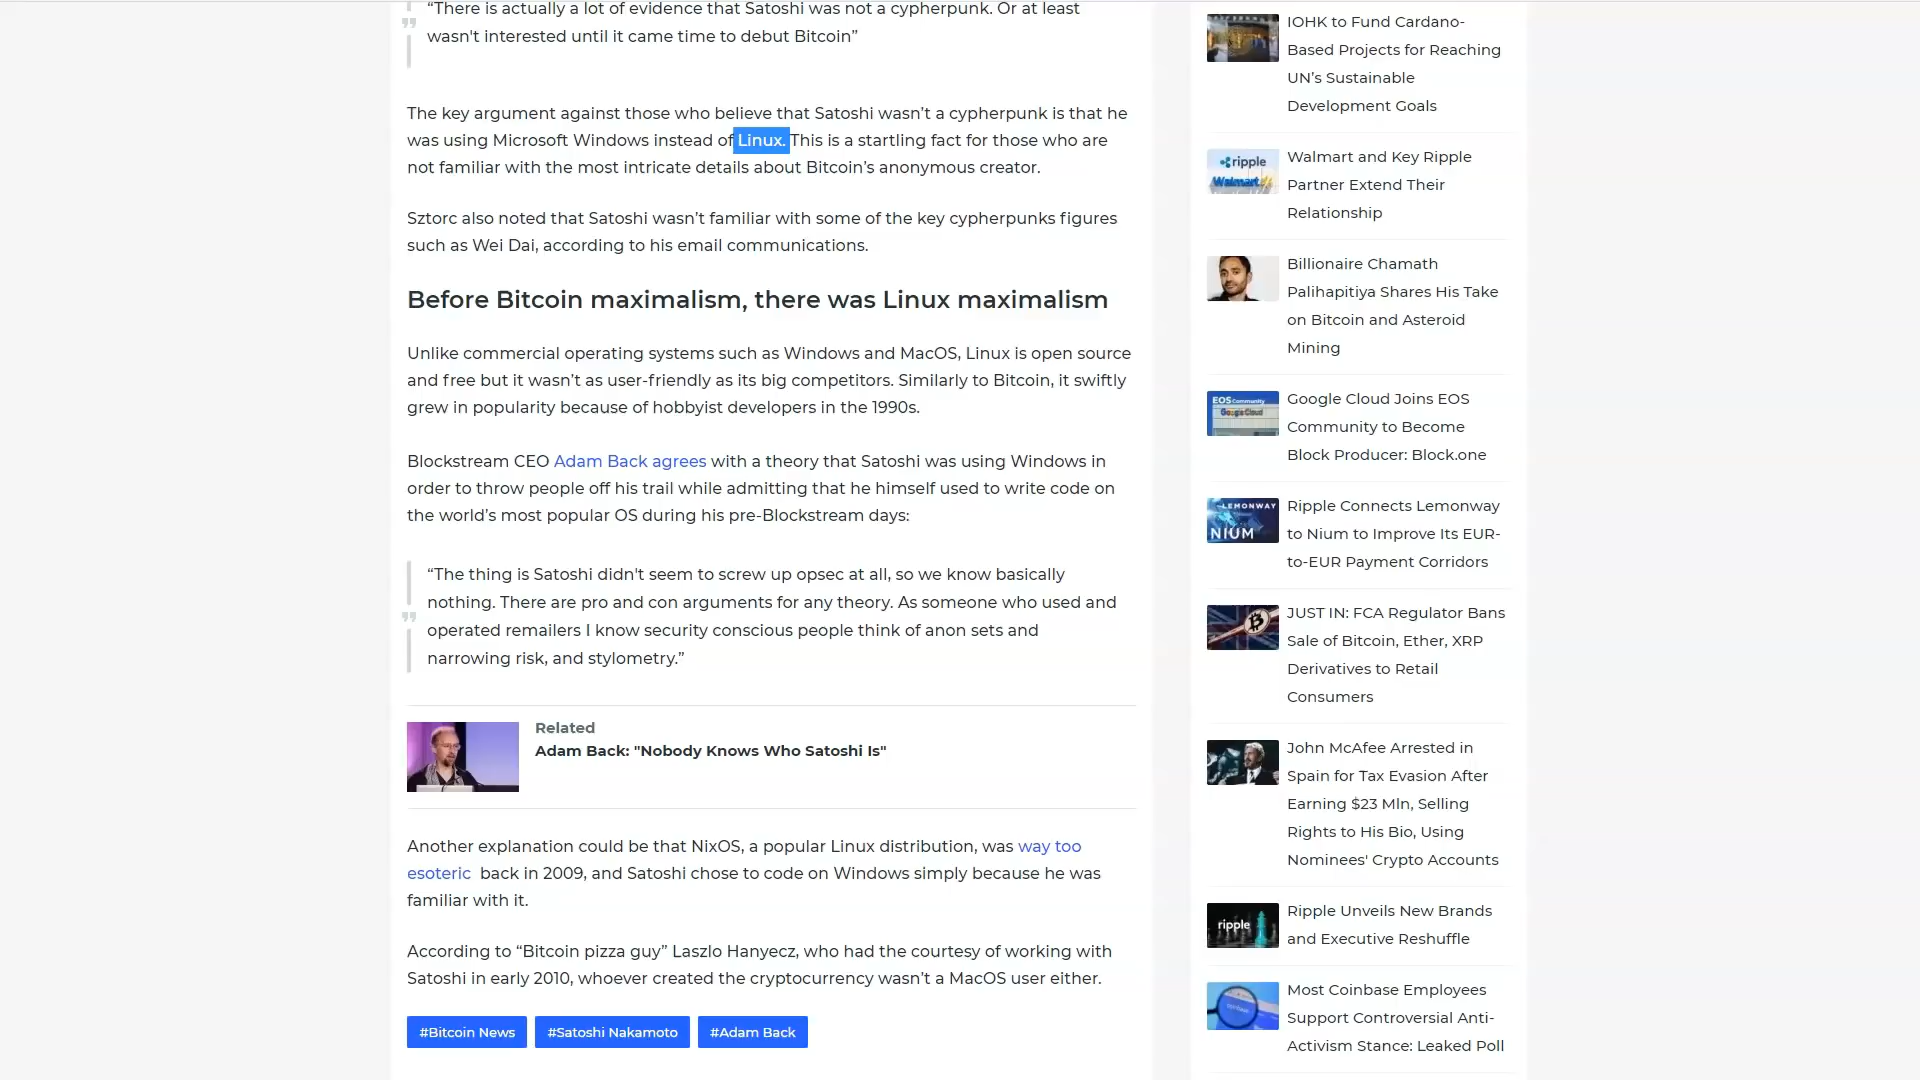 “There is actually a lot of evidence that Satoshi was not a cypherpunk. Or at least
wasn't interested until it came time to debut Bitcoin”
The key argument against those who believe that Satoshi wasn’t a cypherpunk is that he
was using Microsoft Windows instead of Linux. This is a startling fact for those who are
not familiar with the most intricate details about Bitcoin’s anonymous creator.
Sztorc also noted that Satoshi wasn’t familiar with some of the key cypherpunks figures
such as Wei Dai, according to his email communications.
Before Bitcoin maximalism, there was Linux maximalism
Unlike commercial operating systems such as Windows and MacOS, Linux is open source
and free but it wasn’t as user-friendly as its big competitors. Similarly to Bitcoin, it swiftly
grew in popularity because of hobbyist developers in the 1990s.
Blockstream CEO Adam Back agrees with a theory that Satoshi was using Windows in
order to throw people off his trail while admitting that he himself used to write code on
the world’s most popular OS during his pre-Blockstream days:
“The thing is Satoshi didn't seem to screw up opsec at all, so we know basically
nothing. There are pro and con arguments for any theory. As someone who used and
operated remailers I know security conscious people think of anon sets and
narrowing risk, and stylometry.”
Related
Adam Back: "Nobody Knows Who Satoshi Is"
Another explanation could be that NixOS, a popular Linux distribution, was way too
esoteric back in 2009, and Satoshi chose to code on Windows simply because he was
familiar with it.
According to “Bitcoin pizza guy” Laszlo Hanyecz, who had the courtesy of working with
Satoshi in early 2010, whoever created the cryptocurrency wasn’t a MacOS user either.
#Bitcoin News
#Satoshi Nakamoto
#Adam Back
IOHK to Fund Cardano-
Based Projects for Reaching
UN’s Sustainable
Development Goals
ripple
Walmart
Walmart and Key Ripple
Partner Extend Their
Relationship
Billionaire Chamath
Palihapitiya Shares His Take
on Bitcoin and Asteroid
Mining
EOS Community
Google Cloud
Google Cloud Joins EOS
Community to Become
Block Producer: Block.one
LEMONWAY
NIUM
Ripple Connects Lemonway
to Nium to Improve Its EUR-
to-EUR Payment Corridors
JUST IN: FCA Regulator Bans
Sale of Bitcoin, Ether, XRP
Derivatives to Retail
Consumers
John McAfee Arrested in
Spain for Tax Evasion After
Earning $23 Mln, Selling
Rights to His Bio, Using
Nominees' Crypto Accounts
ripple
Ripple Unveils New Brands
and Executive Reshuffle
Most Coinbase Employees
Support Controversial Anti-
Activism Stance: Leaked Poll